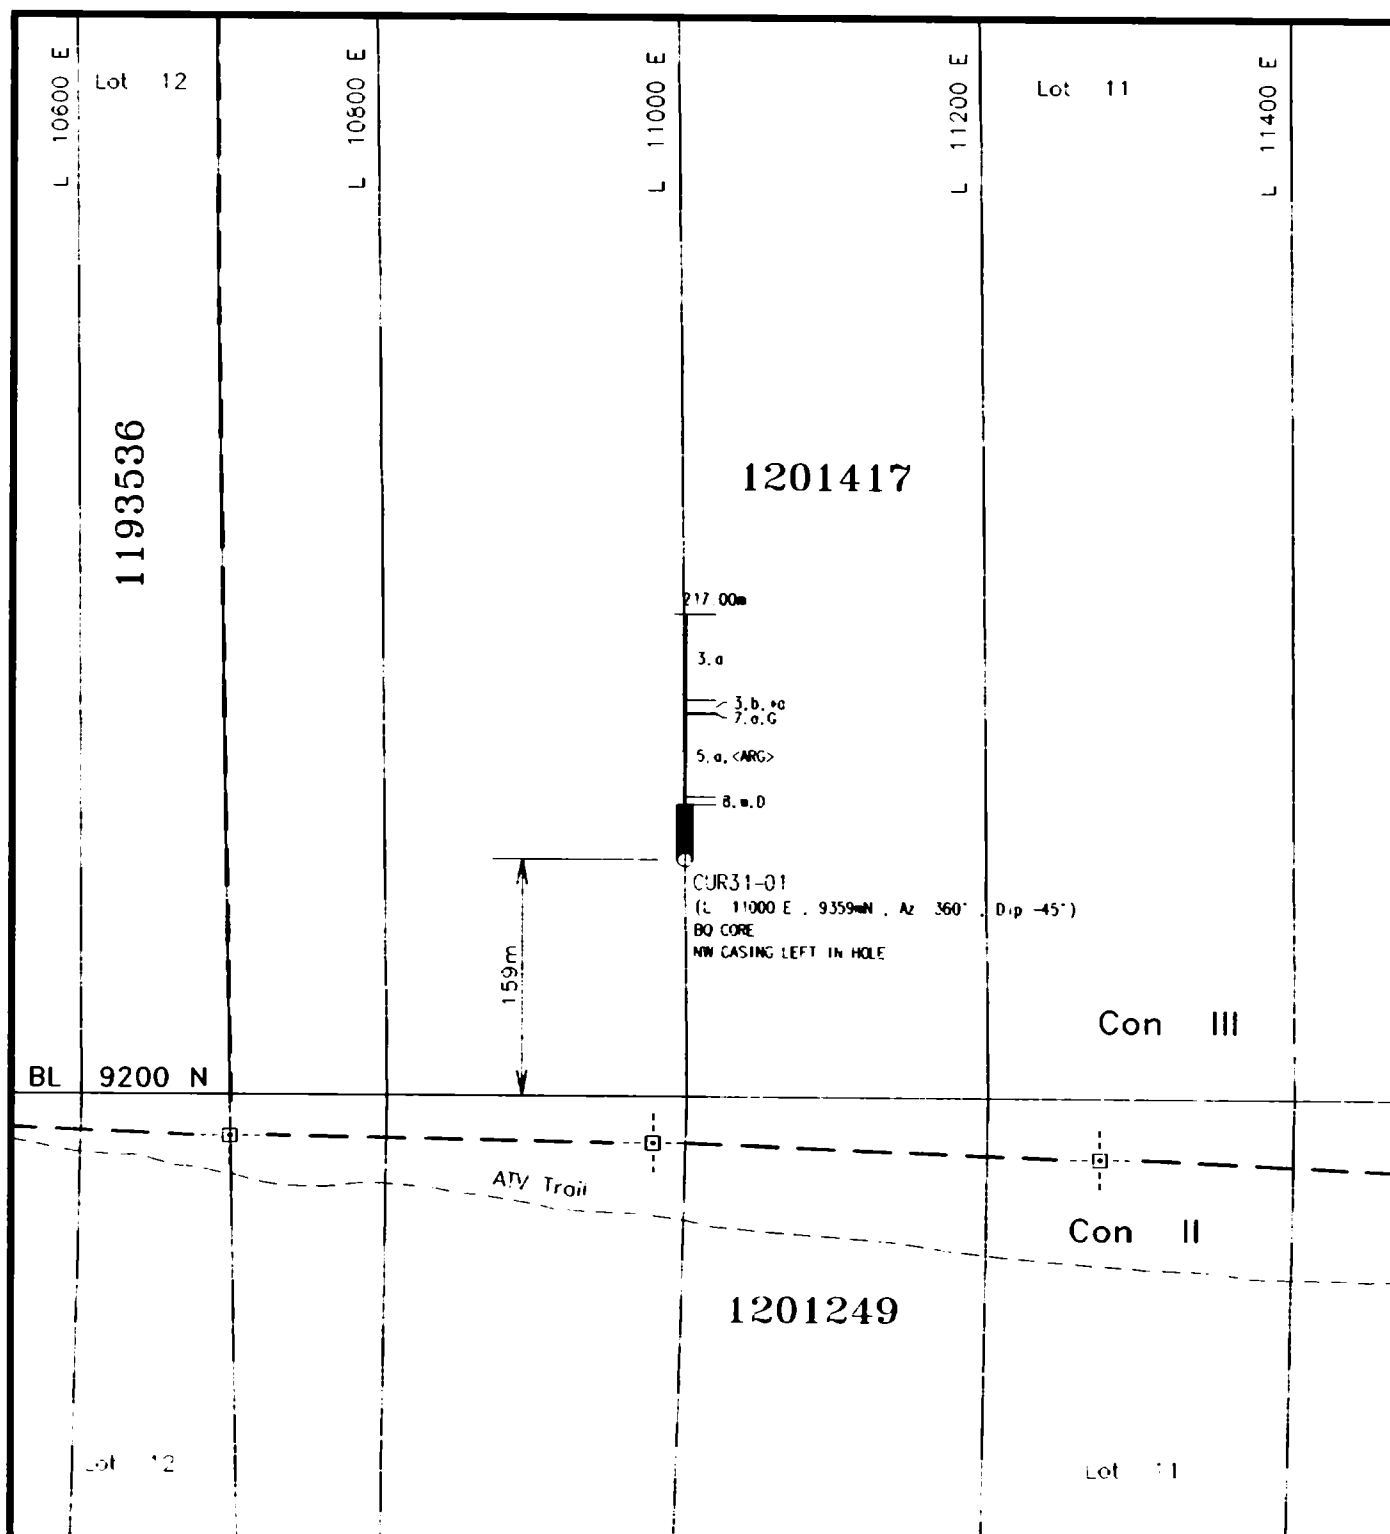 L 10600 E
Lot 12
L 10800 E
L 11000 E
L 11200 E
Lot 11
L 11400 E
1193536
1201417
217.00m
3.a
3.b.+a
7.a.G
5.a.<ARG>
8.m.D
CUR31-01
(L 11000 E , 9359mN , Az 360° , Dip -45°)
BQ CORE
NW CASING LEFT IN HOLE
159m
Con III
BL 9200 N
ATV Trail
Con II
1201249
Lot 12
Lot 11